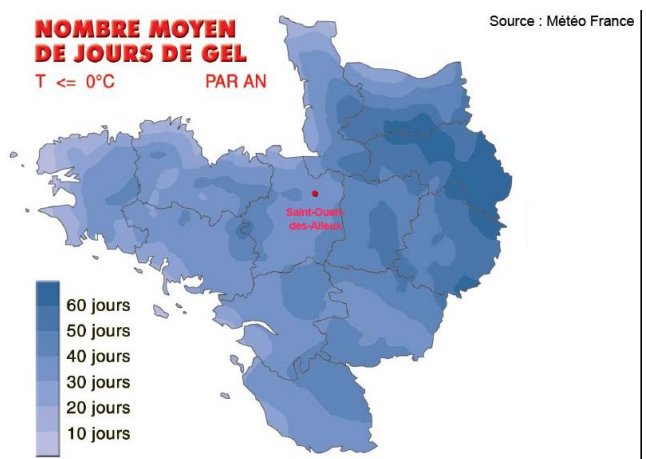 NOMBRE MOYEN
DE JOURS DE GEL
T <= 0°C PAR AN
Source : Météo France
Saint-Ouen-
des-Alleux
60 jours
50 jours
40 jours
30 jours
20 jours
10 jours